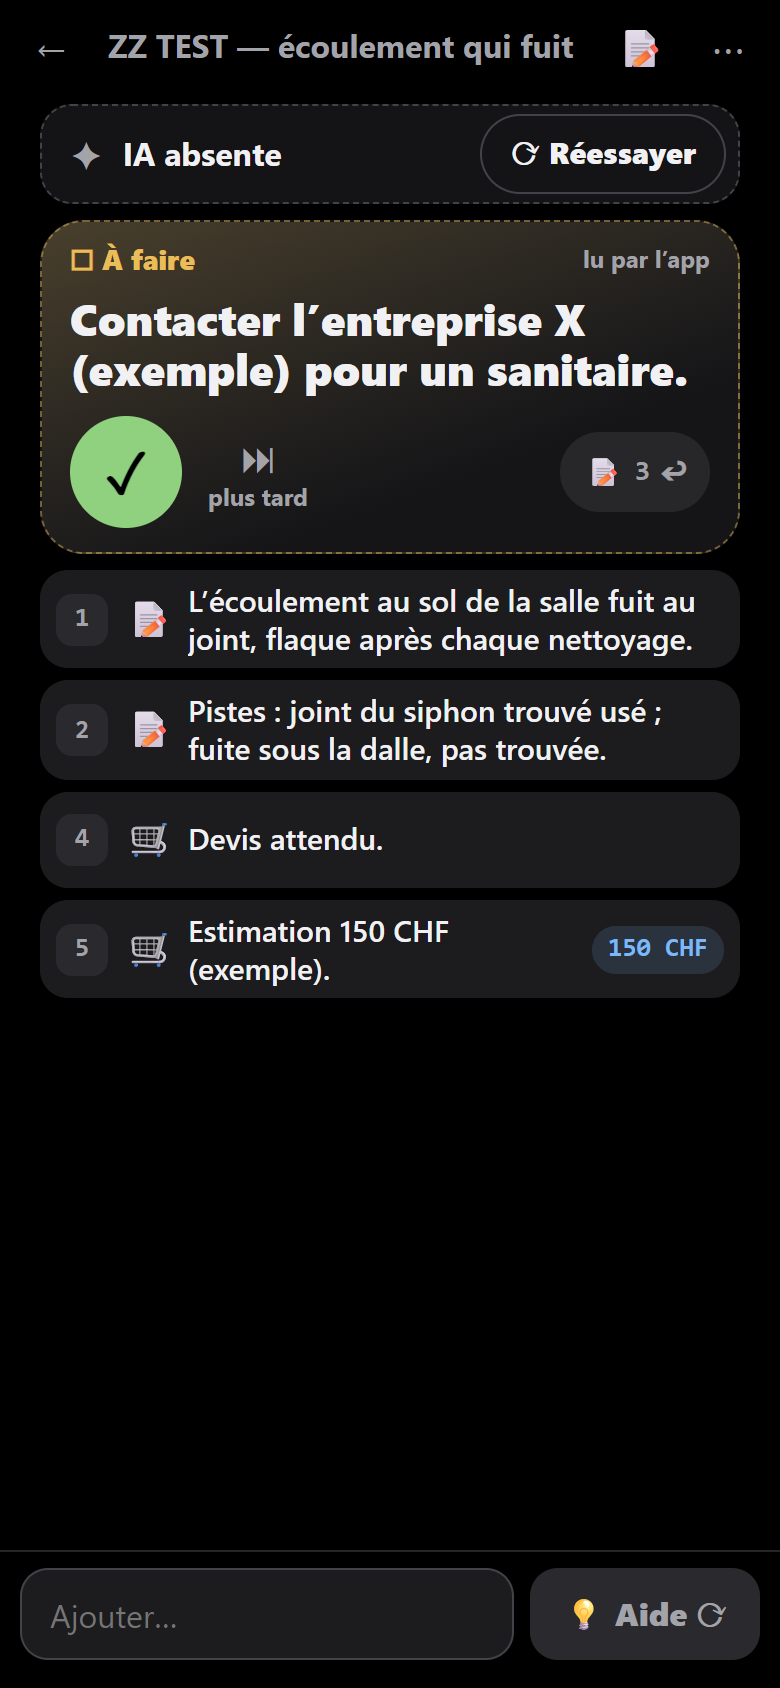 ← ZZ TEST — écoulement qui fuit 📝 …
✦ IA absente ⟳ Réessayer
☐ À faire lu par l’app
Contacter l’entreprise X
(exemple) pour un sanitaire.
✓ ⏭ plus tard 📝 3 ↩
1 📝 L’écoulement au sol de la salle fuit au
joint, flaque après chaque nettoyage.
2 📝 Pistes : joint du siphon trouvé usé ;
fuite sous la dalle, pas trouvée.
4 🛒 Devis attendu.
5 🛒 Estimation 150 CHF
(exemple).
150 CHF
Ajouter…
💡 Aide ⟳